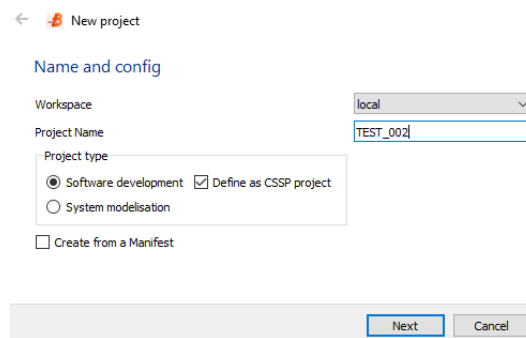 New project
Name and config
Workspace local
Project Name TEST_002
Project type
Software development Define as CSSP project
System modelisation
Create from a Manifest
Next Cancel